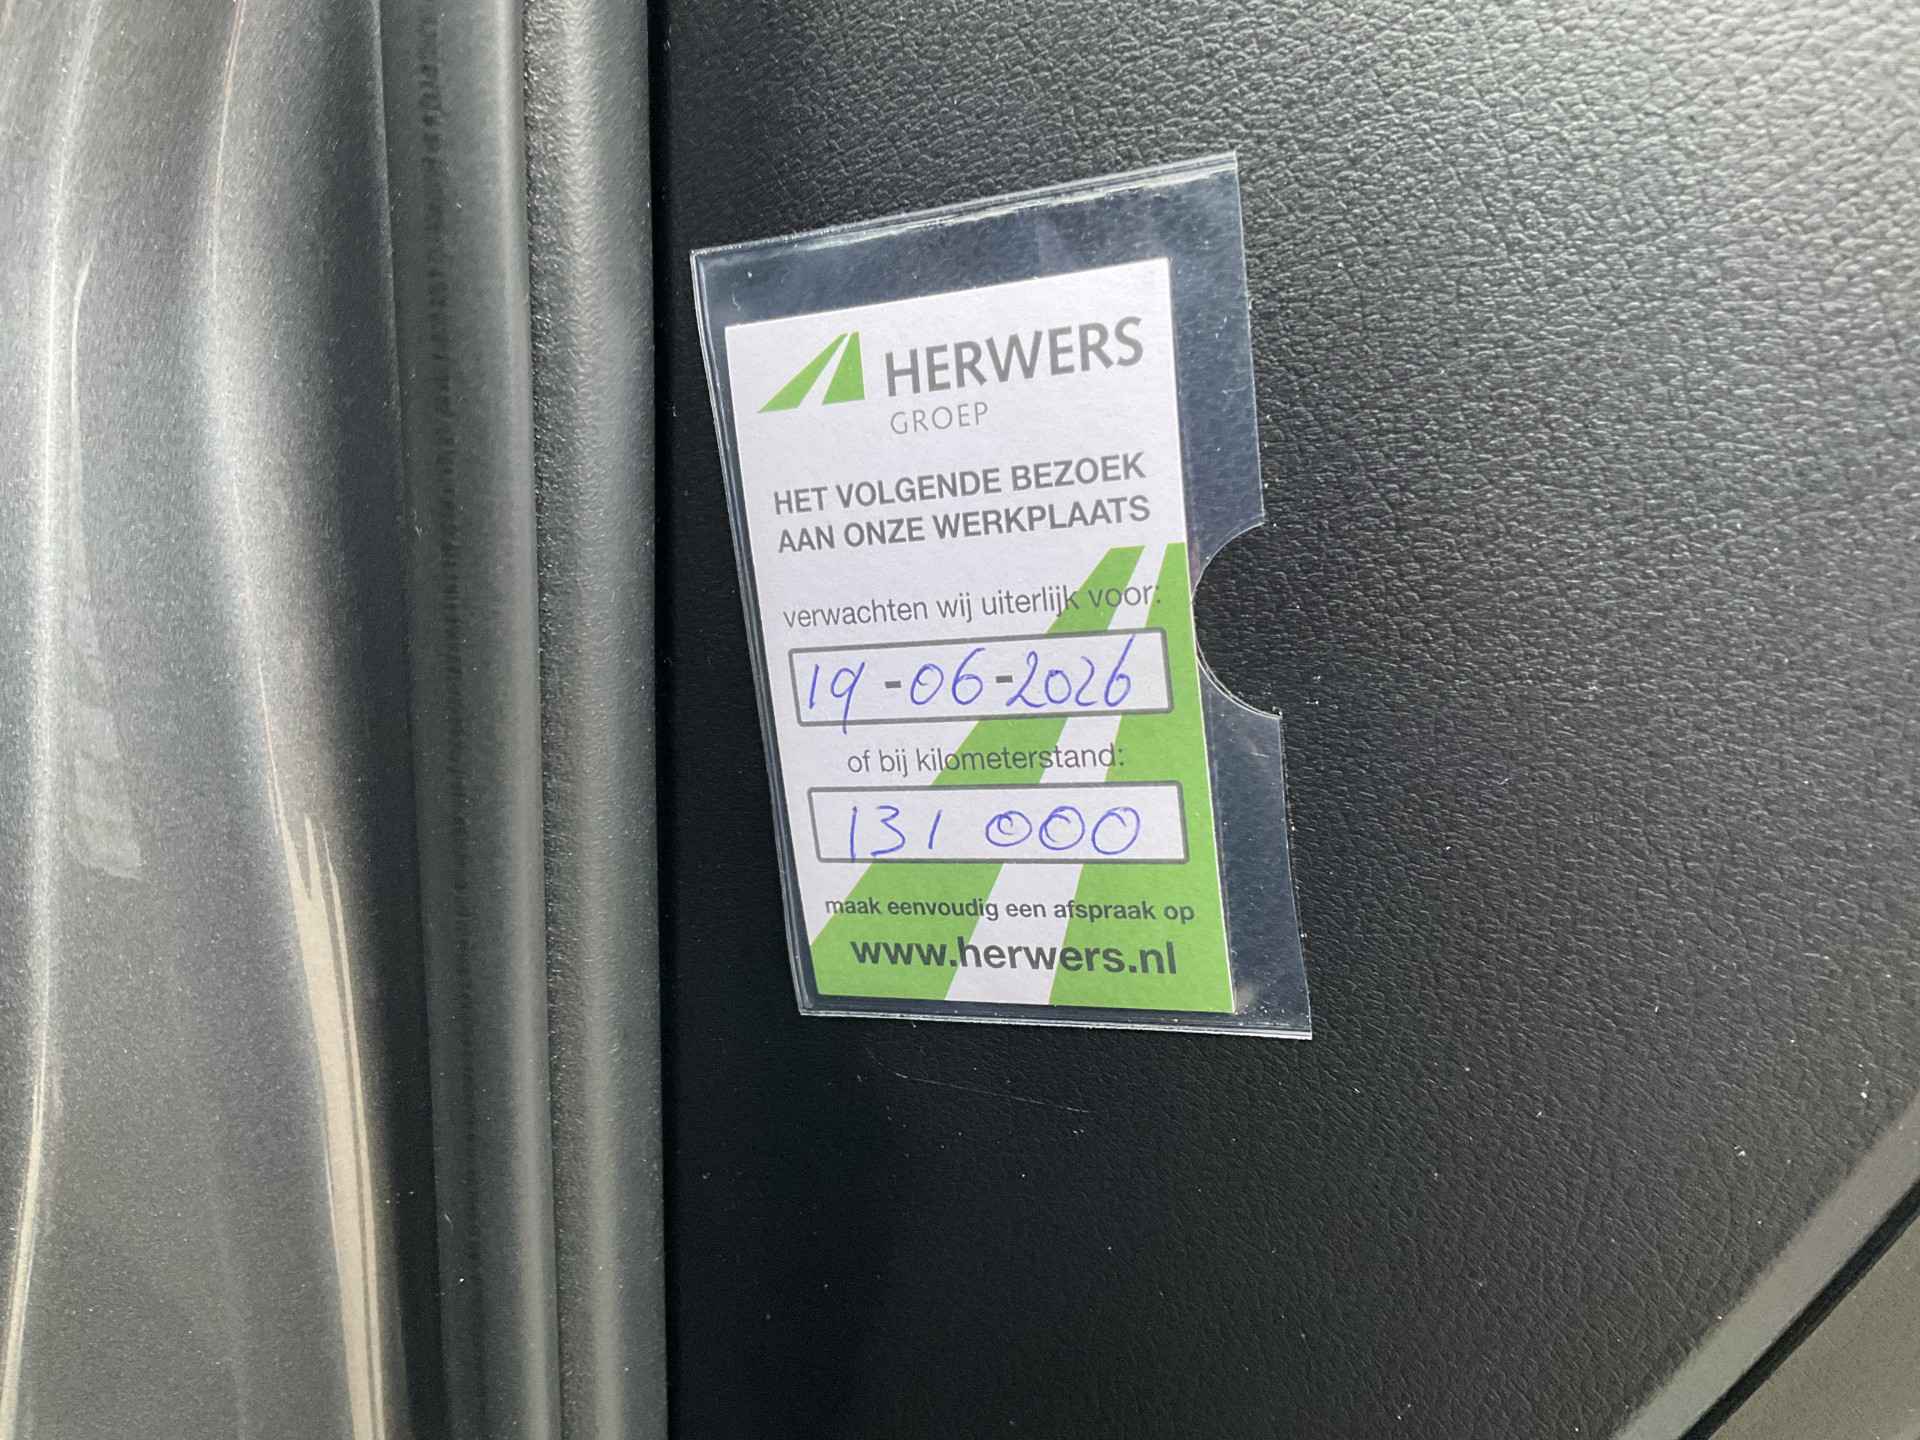 HERWERS
GROEP
HET VOLGENDE BEZOEK
AAN ONZE WERKPLAATS
verwachten wij uiterlijk voor:
19-06-2026
of bij kilometerstand:
131 000
maak eenvoudig een afspraak op
www.herwers.nl